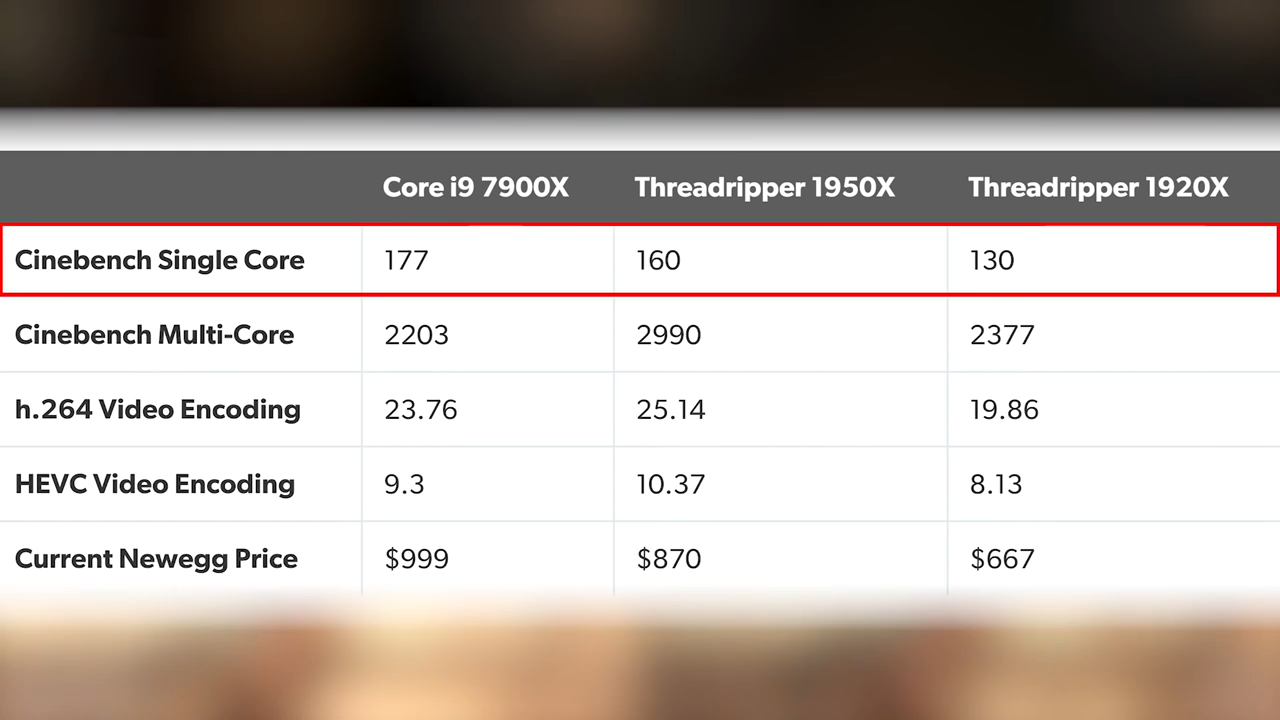 Core i9 7900X Threadripper 1950X Threadripper 1920X
Cinebench Single Core 177 160 130
Cinebench Multi-Core 2203 2990 2377
h.264 Video Encoding 23.76 25.14 19.86
HEVC Video Encoding 9.3 10.37 8.13
Current Newegg Price $999 $870 $667